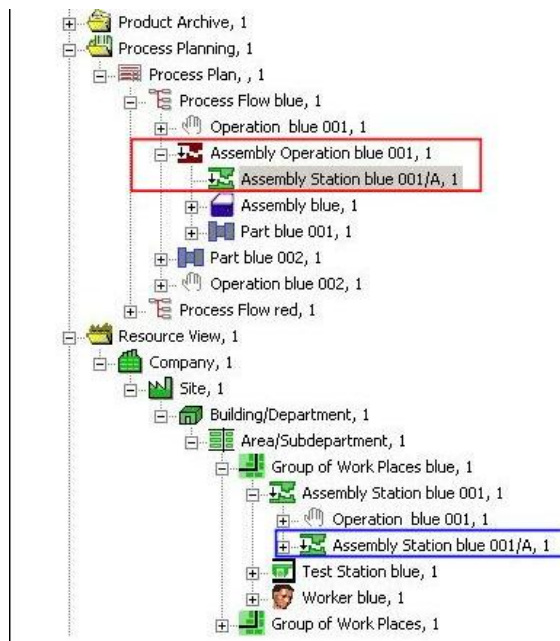 Product Archive, 1
Process Planning, 1
Process Plan, , 1
Process Flow blue, 1
Operation  blue 001, 1
Assembly Operation blue 001, 1
Assembly Station blue 001/A, 1
Assembly blue, 1
Part blue 001, 1
Part blue 002, 1
Operation blue 002, 1
Process Flow red, 1
Resource View, 1
Company, 1
Site, 1
Building/Department, 1
Area/Subdepartment, 1
Group of Work Places blue, 1
Assembly Station blue 001, 1
Operation  blue 001, 1
Assembly Station blue 001/A, 1
Test Station blue, 1
Worker blue, 1
Group of Work Places, 1